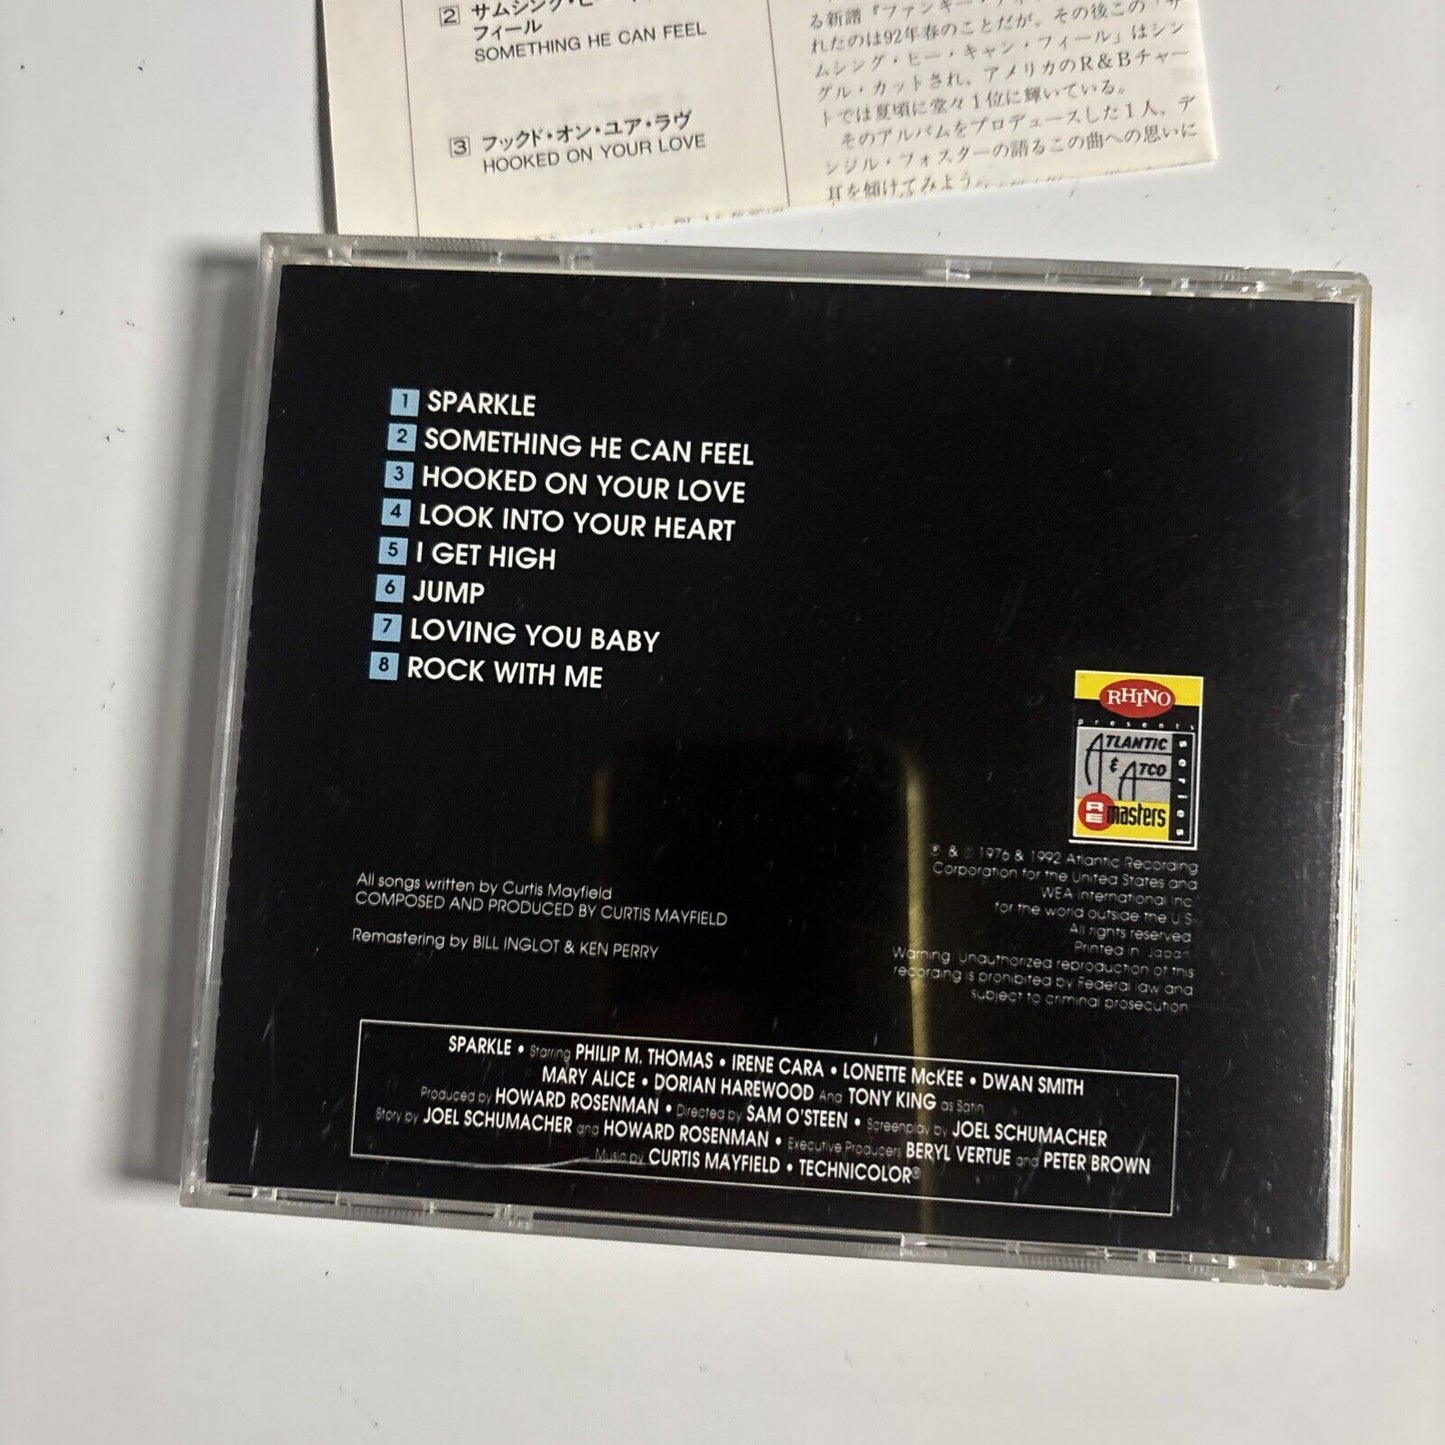 2 サムシング・ヒー・
フィール
SOMETHING HE CAN FEEL
3 フックド・オン・ユア・ラヴ
HOOKED ON YOUR LOVE
る新譜『ファンキー・
れたのは92年春のことだが、その後この「サ
ムシング・ヒー・キャン・フィール」はシン
グル・カットされ、アメリカのR&Bチャー
トでは夏頃に堂々1位に輝いている。
そのアルバムをプロデュースした1人、デ
ンジル・フォスターの語るこの曲への思いに
耳を傾けてみよう。
1 SPARKLE
2 SOMETHING HE CAN FEEL
3 HOOKED ON YOUR LOVE
4 LOOK INTO YOUR HEART
5 I GET HIGH
6 JUMP
7 LOVING YOU BABY
8 ROCK WITH ME
RHINO
presents
ATLANTIC
& ATCO
REmasters
series
All songs written by Curtis Mayfield
COMPOSED AND PRODUCED BY CURTIS MAYFIELD
Remastering by BILL INGLOT & KEN PERRY
℗ & © 1976 & 1992 Atlantic Recording
Corporation for the United States and
WEA International Inc.
for the world outside the U.S.
All rights reserved.
Printed in Japan
Warning: Unauthorized reproduction of this
recording is prohibited by Federal law and
subject to criminal prosecution.
SPARKLE • Starring PHILIP M. THOMAS • IRENE CARA • LONETTE McKEE • DWAN SMITH
MARY ALICE • DORIAN HAREWOOD And TONY KING as Satin
Produced by HOWARD ROSENMAN • Directed by SAM O'STEEN • Screenplay by JOEL SCHUMACHER
Story by JOEL SCHUMACHER and HOWARD ROSENMAN • Executive Producers BERYL VERTUE and PETER BROWN
Music by CURTIS MAYFIELD • TECHNICOLOR®